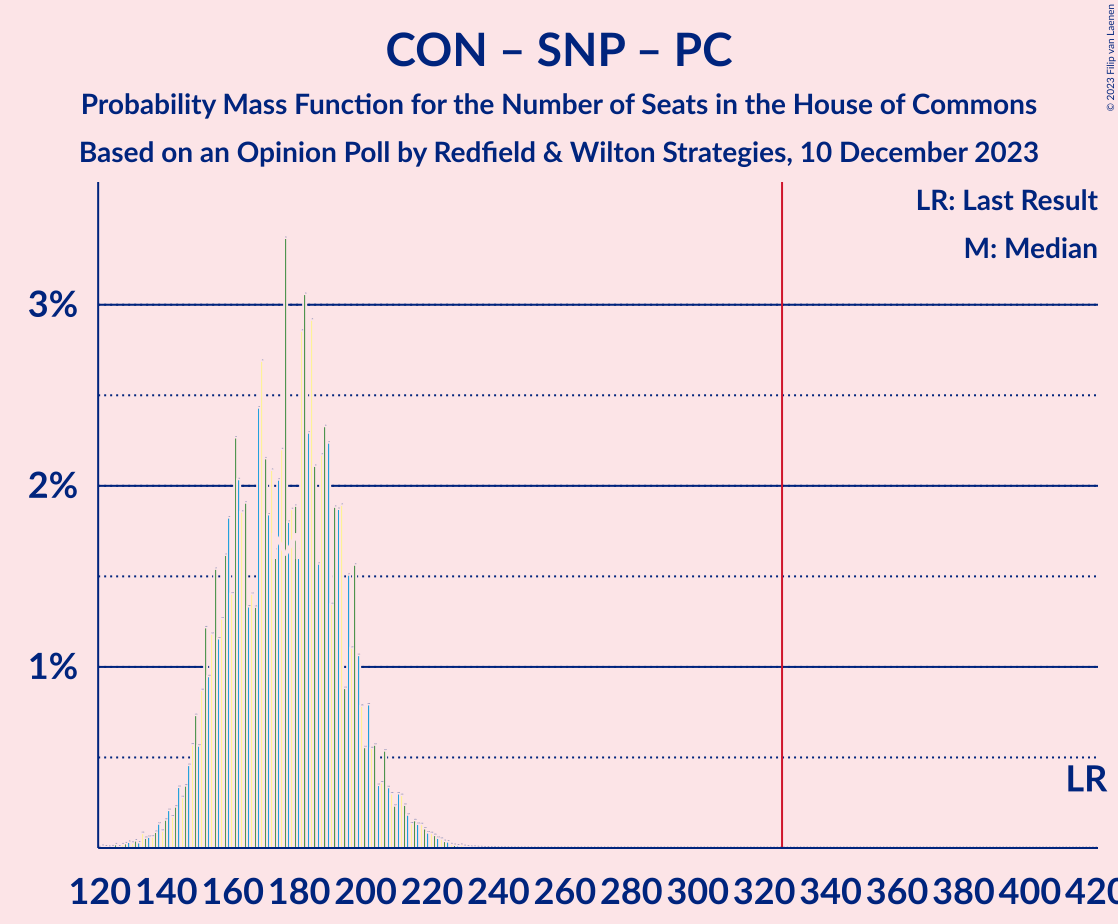 CON – SNP – PC
Probability Mass Function for the Number of Seats in the House of Commons
Based on an Opinion Poll by Redfield & Wilton Strategies, 10 December 2023
© 2023 Filip van Laenen
LR: Last Result
M: Median
3%
2%
1%
LR
120 140 160 180 200 220 240 260 280 300 320 340 360 380 400 420